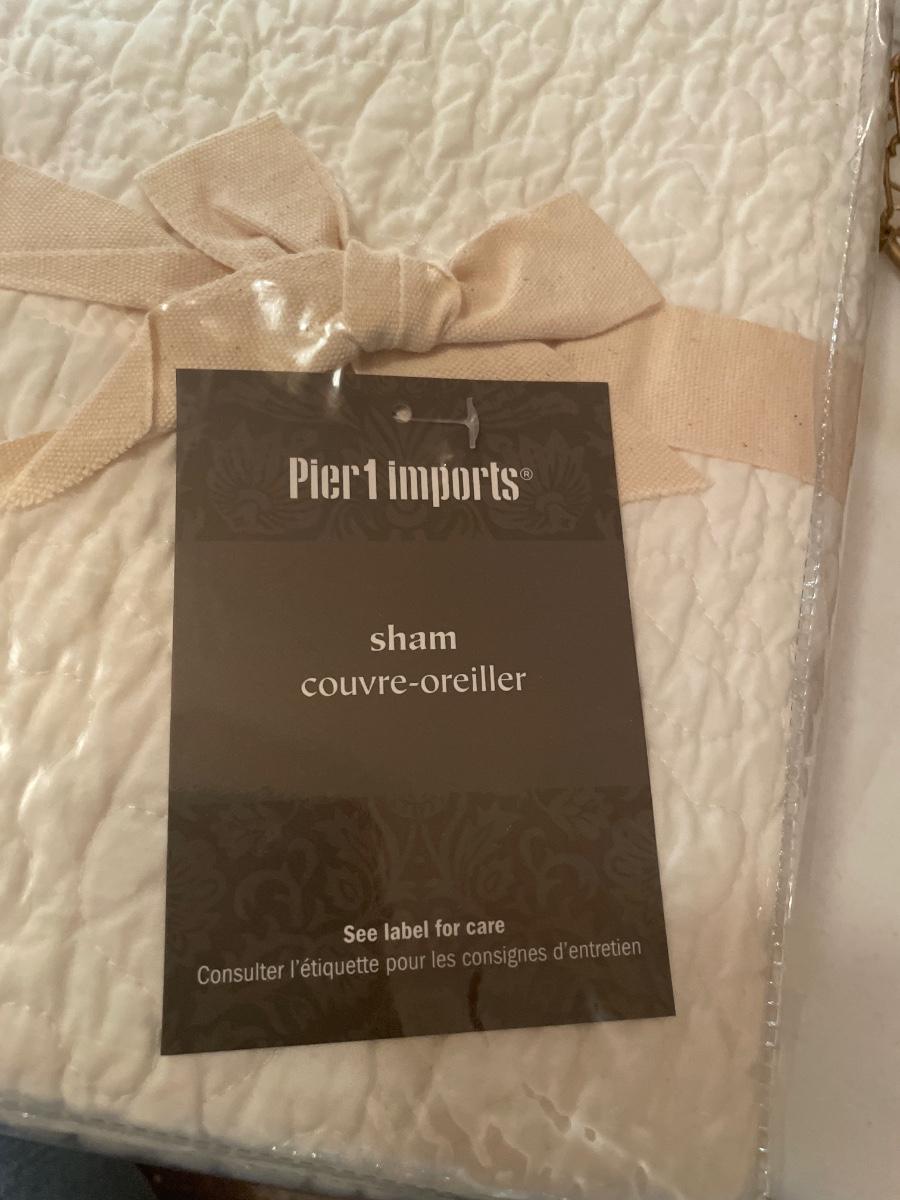 Pier1 imports®
sham
couvre-oreiller
See label for care
Consulter l'étiquette pour les consignes d'entretien